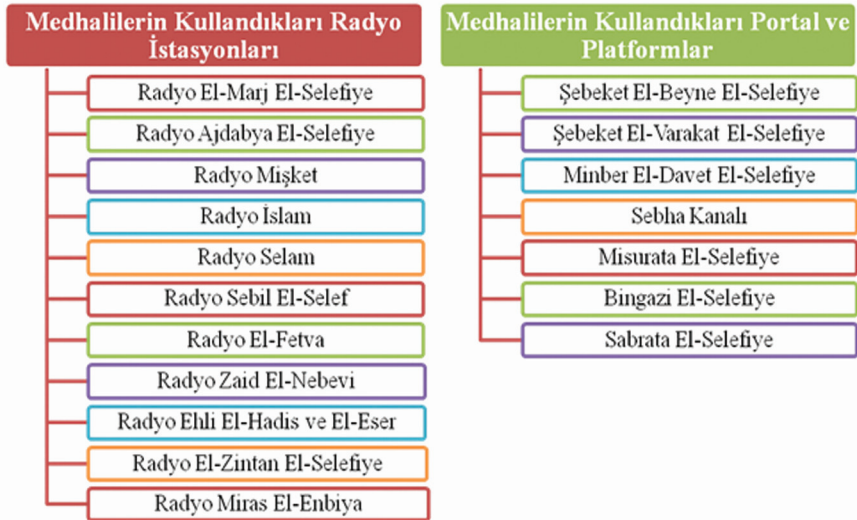 Medhalilerin Kullandıkları Radyo
İstasyonları
Radyo El-Marj El-Selefiye
Radyo Ajdabya El-Selefiye
Radyo Mişket
Radyo İslam
Radyo Selam
Radyo Sebil El-Selef
Radyo El-Fetva
Radyo Zaid El-Nebevi
Radyo Ehli El-Hadis ve El-Eser
Radyo El-Zintan El-Selefiye
Radyo Miras El-Enbiya
Medhalilerin Kullandıkları Portal ve
Platformlar
Şebeket El-Beyne El-Selefiye
Şebeket El-Varakat El-Selefiye
Minber El-Davet El-Selefiye
Sebha Kanalı
Misurata El-Selefiye
Bingazi El-Selefiye
Sabrata El-Selefiye